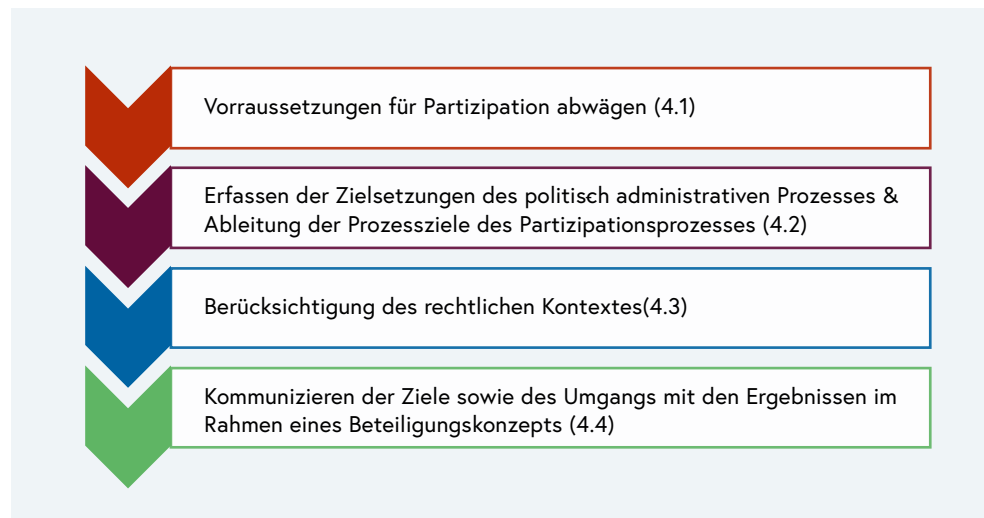 Vorraussetzungen für Partizipation abwägen (4.1)
Erfassen der Zielsetzungen des politisch administrativen Prozesses &
Ableitung der Prozessziele des Partizipationsprozesses (4.2)
Berücksichtigung des rechtlichen Kontextes(4.3)
Kommunizieren der Ziele sowie des Umgangs mit den Ergebnissen im
Rahmen eines Beteiligungskonzepts (4.4)